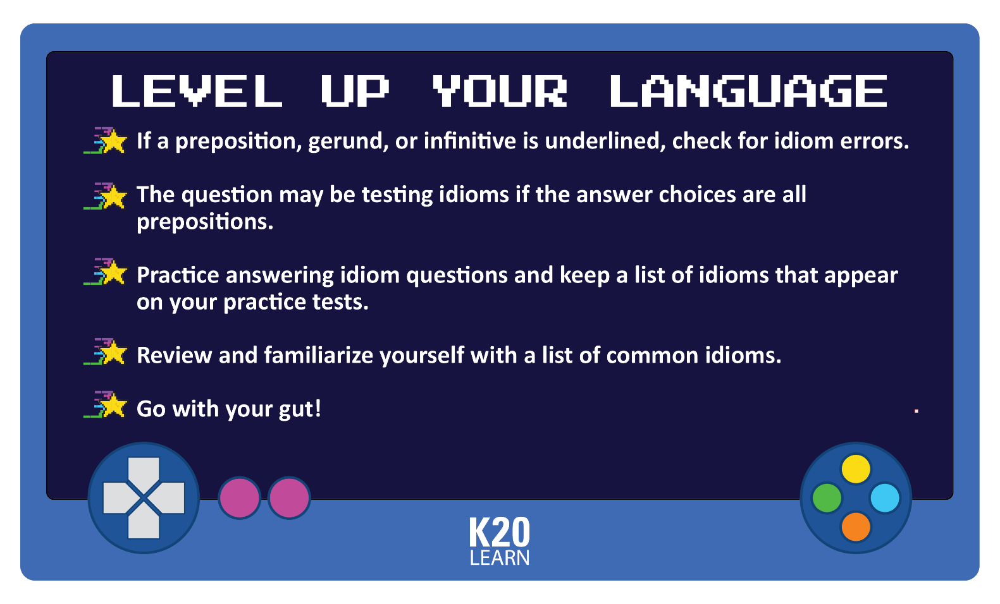 LEVEL UP YOUR LANGUAGE
If a preposition, gerund, or infinitive is underlined, check for idiom errors.
The question may be testing idioms if the answer choices are all
prepositions.
Practice answering idiom questions and keep a list of idioms that appear
on your practice tests.
Review and familiarize yourself with a list of common idioms.
Go with your gut!
K20
LEARN